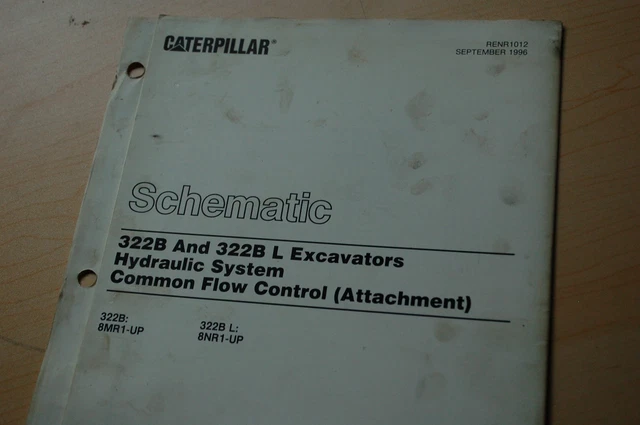 CATERPILLAR®
RENR1012
SEPTEMBER 1996
Schematic
322B And 322B L Excavators
Hydraulic System
Common Flow Control (Attachment)
322B:
8MR1-UP
322B L:
8NR1-UP